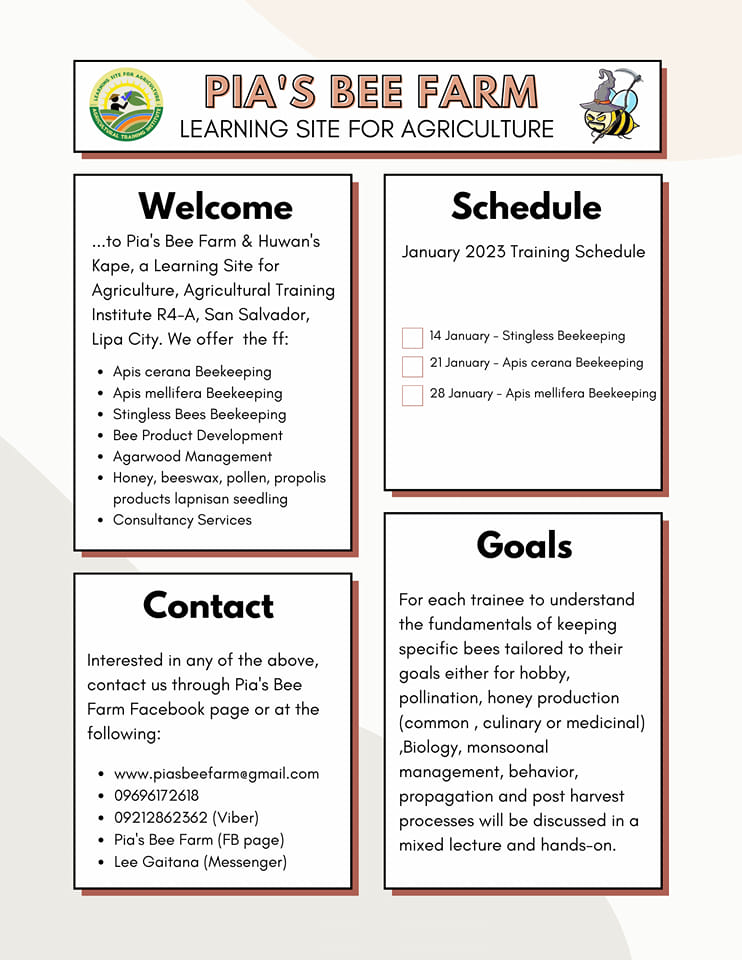 LEARNING SITE FOR AGRICULTURE
AGRICULTURAL TRAINING INSTITUTE
PIA'S BEE FARM
LEARNING SITE FOR AGRICULTURE
Welcome
...to Pia's Bee Farm & Huwan's
Kape, a Learning Site for
Agriculture, Agricultural Training
Institute R4-A, San Salvador,
Lipa City. We offer the ff:
• Apis cerana Beekeeping
• Apis mellifera Beekeeping
• Stingless Bees Beekeeping
• Bee Product Development
• Agarwood Management
• Honey, beeswax, pollen, propolis
products lapnisan seedling
• Consultancy Services
Contact
Interested in any of the above,
contact us through Pia's Bee
Farm Facebook page or at the
following:
• www.piasbeefarm@gmail.com
• 09696172618
• 09212862362 (Viber)
• Pia's Bee Farm (FB page)
• Lee Gaitana (Messenger)
Schedule
January 2023 Training Schedule
14 January - Stingless Beekeeping
21 January - Apis cerana Beekeeping
28 January - Apis mellifera Beekeeping
Goals
For each trainee to understand
the fundamentals of keeping
specific bees tailored to their
goals either for hobby,
pollination, honey production
(common , culinary or medicinal)
,Biology, monsoonal
management, behavior,
propagation and post harvest
processes will be discussed in a
mixed lecture and hands-on.